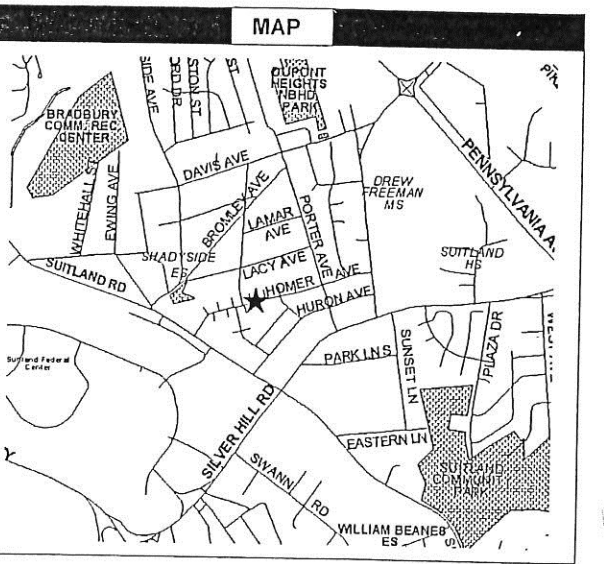 MAP
SIDE AVE
RD DR
STON ST
ST
DUPONT
HEIGHTS
NBHD
PARK
BRADBURY
COMM. REC.
CENTER
WHITEHALL ST
EWING AVE
DAVIS AVE
BROMLEY AVE
LAMAR
AVE
LACY AVE
HOMER AVE
HURON AVE
PORTER AVE
DREW
FREEMAN
MS
PENNSYLVANIA A
SUITLAND
HS
SHADYSIDE
ES
SUITLAND RD
Suitland Federal
Center
PARK LN S
SUNSET LN
PLAZA DR
EASTERN LN
SILVER HILL RD
SWANN
RD
SUITLAND
COMMUNITY
PARK
WILLIAM BEANES
ES